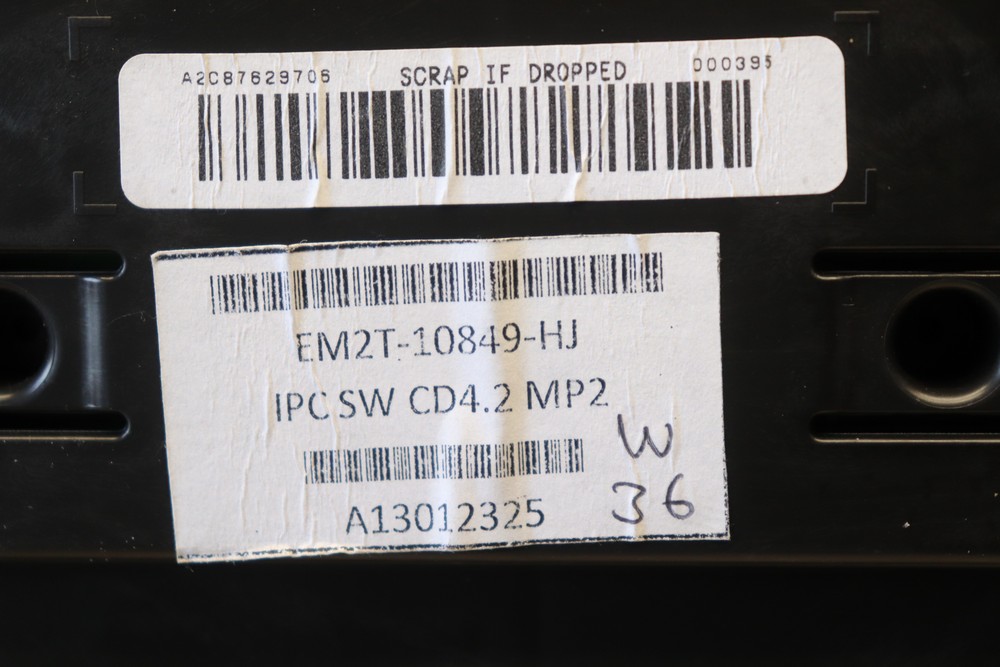 A2C87629706 SCRAP IF DROPPED 000395
EM2T-10849-HJ
IPC SW CD4.2 MP2
W
36
A13012325